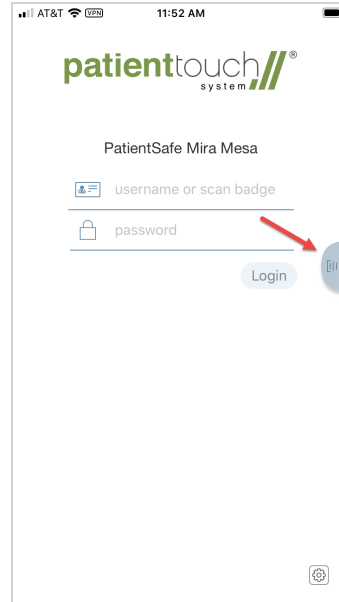 AT&T VPN 11:52 AM
patienttouch®
system
PatientSafe Mira Mesa
username or scan badge
password
Login